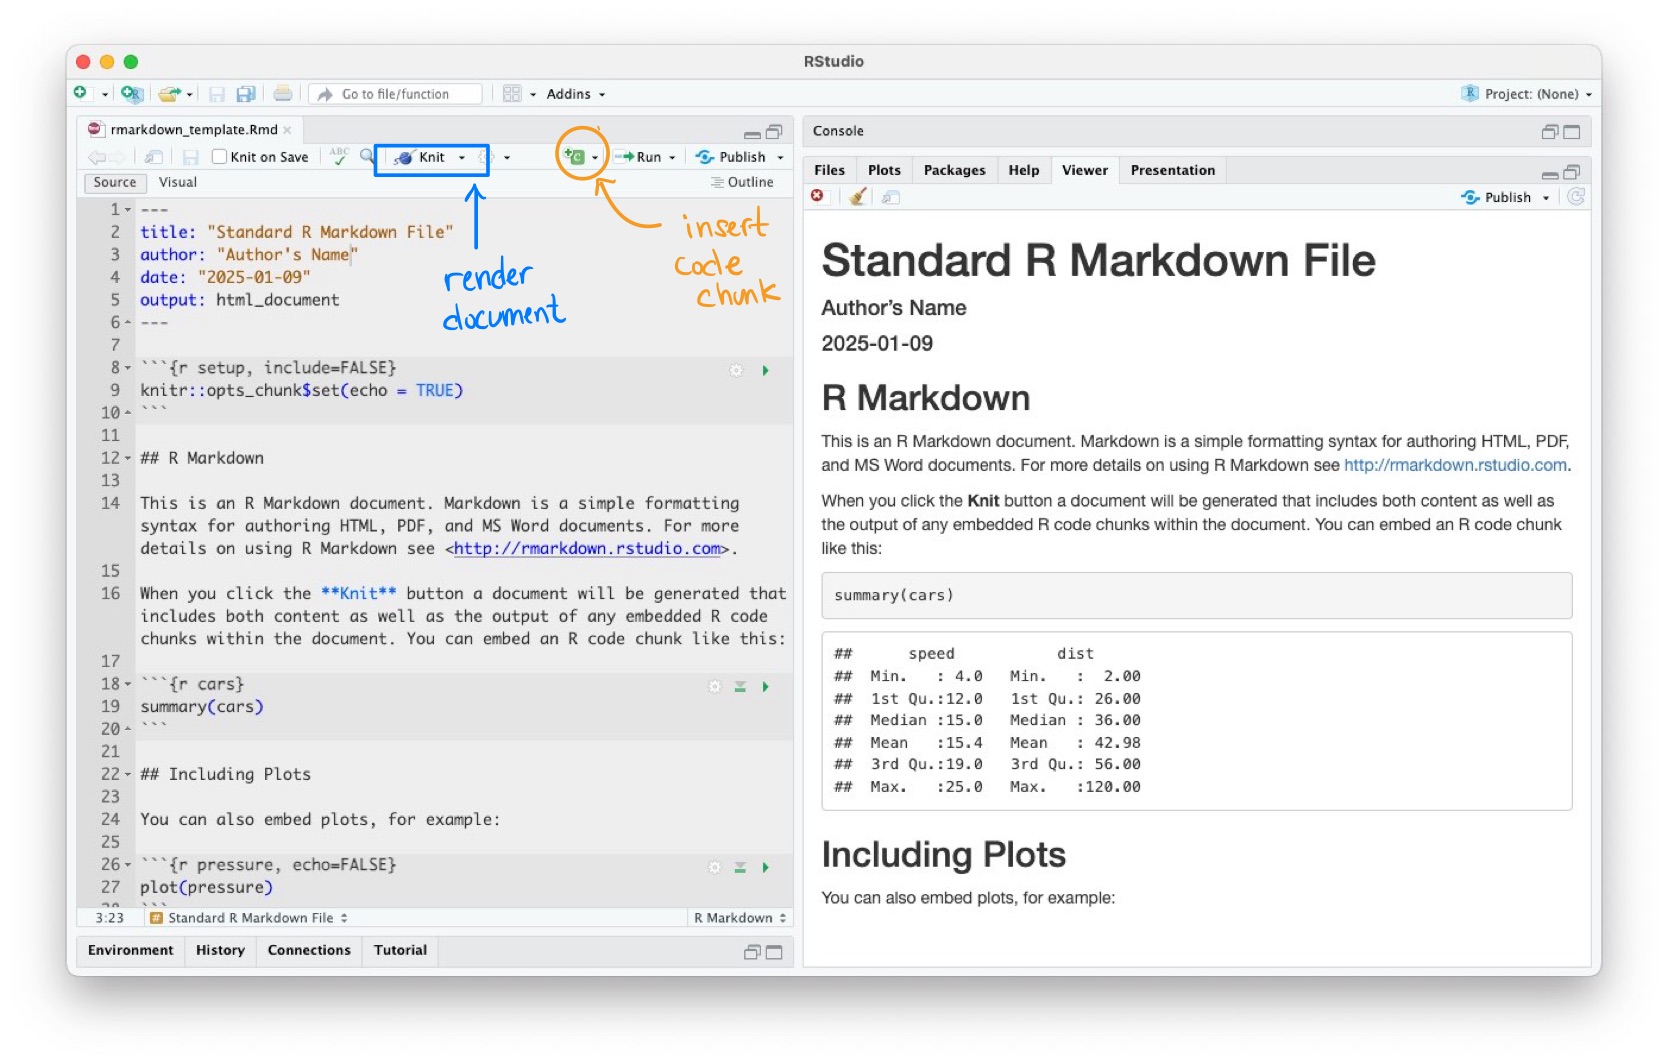 RStudio
Go to file/function
Addins
Project: (None)
rmarkdown_template.Rmd
Knit on Save
ABC
Knit
C
Run
Publish
Source
Visual
Outline
render
document
insert
code
chunk
1 ---
2 title: "Standard R Markdown File"
3 author: "Author's Name"
4 date: "2025-01-09"
5 output: html_document
6 ---
7
8 ```{r setup, include=FALSE}
9 knitr::opts_chunk$set(echo = TRUE)
10 ```
11
12 ## R Markdown
13
14 This is an R Markdown document. Markdown is a simple formatting
syntax for authoring HTML, PDF, and MS Word documents. For more
details on using R Markdown see <http://rmarkdown.rstudio.com>.
15
16 When you click the **Knit** button a document will be generated that
includes both content as well as the output of any embedded R code
chunks within the document. You can embed an R code chunk like this:
17
18 ```{r cars}
19 summary(cars)
20 ```
21
22 ## Including Plots
23
24 You can also embed plots, for example:
25
26 ```{r pressure, echo=FALSE}
27 plot(pressure)
3:23
# Standard R Markdown File
R Markdown
Environment
History
Connections
Tutorial
Console
Files
Plots
Packages
Help
Viewer
Presentation
Publish
Standard R Markdown File
Author’s Name
2025-01-09
R Markdown
This is an R Markdown document. Markdown is a simple formatting syntax for authoring HTML, PDF,
and MS Word documents. For more details on using R Markdown see http://rmarkdown.rstudio.com.
When you click the Knit button a document will be generated that includes both content as well as
the output of any embedded R code chunks within the document. You can embed an R code chunk
like this:
summary(cars)
##      speed           dist
##  Min.   : 4.0   Min.   :  2.00
##  1st Qu.:12.0   1st Qu.: 26.00
##  Median :15.0   Median : 36.00
##  Mean   :15.4   Mean   : 42.98
##  3rd Qu.:19.0   3rd Qu.: 56.00
##  Max.   :25.0   Max.   :120.00
Including Plots
You can also embed plots, for example: